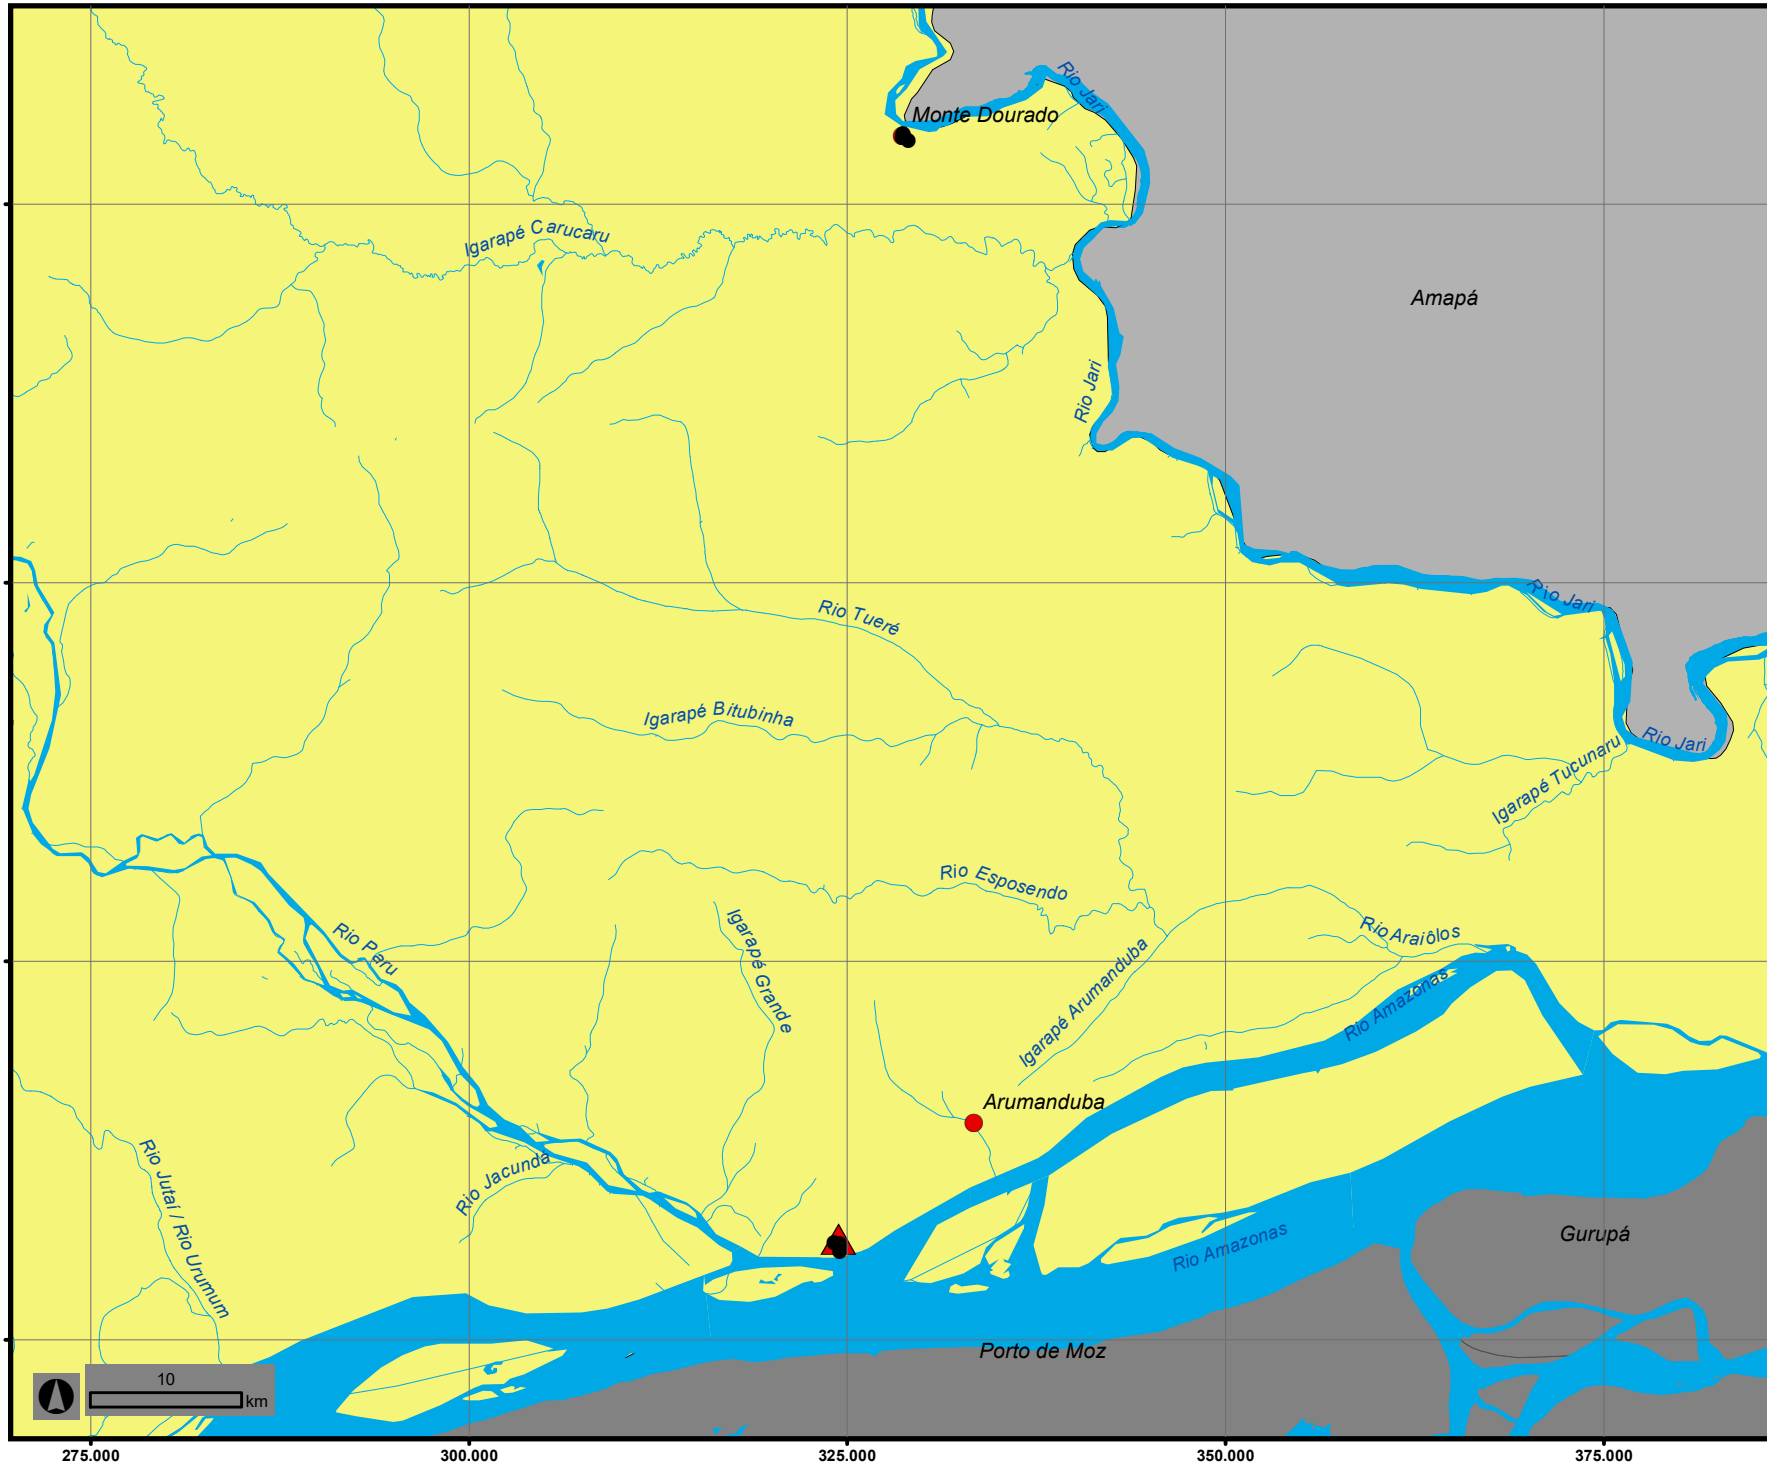 Rio Jari
Monte Dourado
Igarapé Carucaru
Amapá
Rio Jari
Rio Jari
Rio Tueré
Igarapé Bitubinha
Rio Jari
Igarapé Tucunaru
Rio Esposendo
Igarapé Grande
Rio Paru
Rio Araiôlos
Igarapé Arumanduba
Rio Amazonas
Arumanduba
Rio Jacundá
Rio Jutaí / Rio Urumum
Rio Amazonas
Gurupá
Porto de Moz
10
km
275.000 300.000 325.000 350.000 375.000